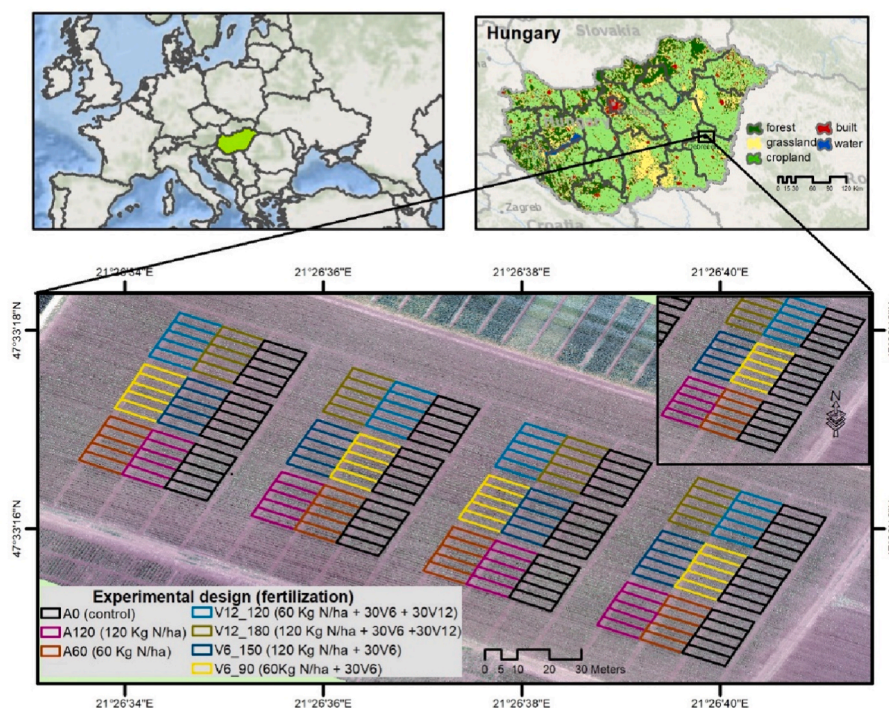 Hungary
Slovakia
forest
built
grassland
water
cropland
0 15 30 60 90 120 Km
Zagreb
Croatia
21°26'34"E
21°26'36"E
21°26'38"E
21°26'40"E
47°33'18"N
N
47°33'16"N
Experimental design (fertilization)
A0 (control)
V12_120 (60 Kg N/ha + 30V6 + 30V12)
A120 (120 Kg N/ha)
V12_180 (120 Kg N/ha + 30V6 +30V12)
A60 (60 Kg N/ha)
V6_150 (120 Kg N/ha + 30V6)
V6_90 (60Kg N/ha + 30V6)
0 5 10 20 30 Meters
21°26'34"E
21°26'36"E
21°26'38"E
21°26'40"E